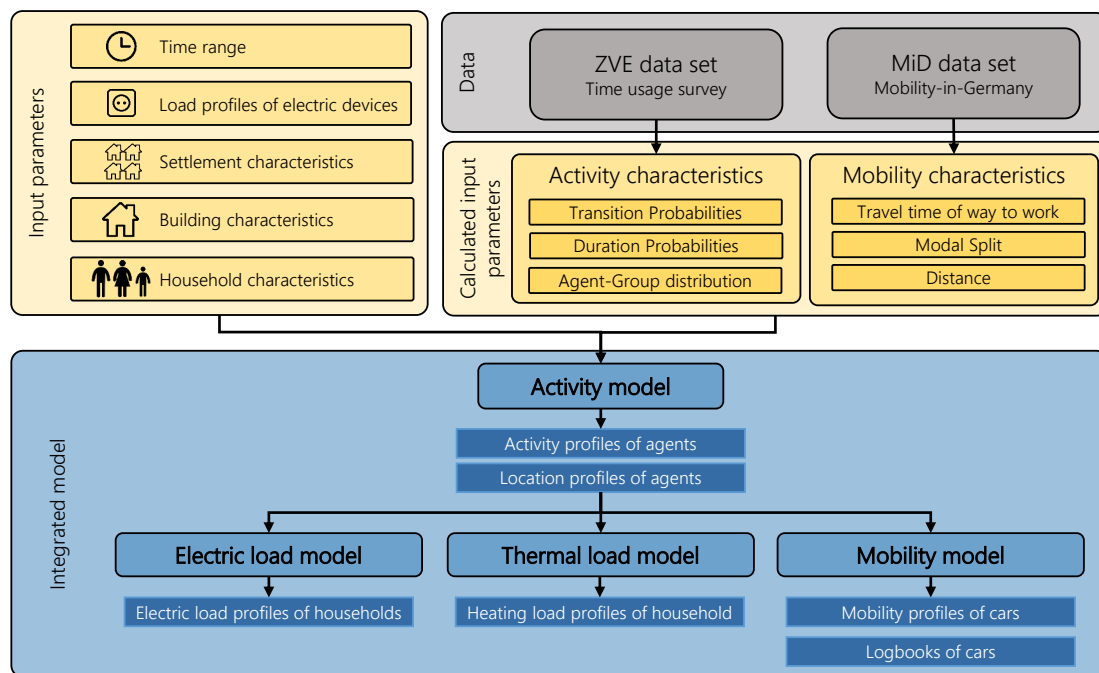 Input parameters
Time range
Load profiles of electric devices
Settlement characteristics
Building characteristics
Household characteristics
Data
ZVE data set
Time usage survey
MiD data set
Mobility-in-Germany
Calculated input
parameters
Activity characteristics
Transition Probabilities
Duration Probabilities
Agent-Group distribution
Mobility characteristics
Travel time of way to work
Modal Split
Distance
Integrated model
Activity model
Activity profiles of agents
Location profiles of agents
Electric load model
Electric load profiles of households
Thermal load model
Heating load profiles of household
Mobility model
Mobility profiles of cars
Logbooks of cars